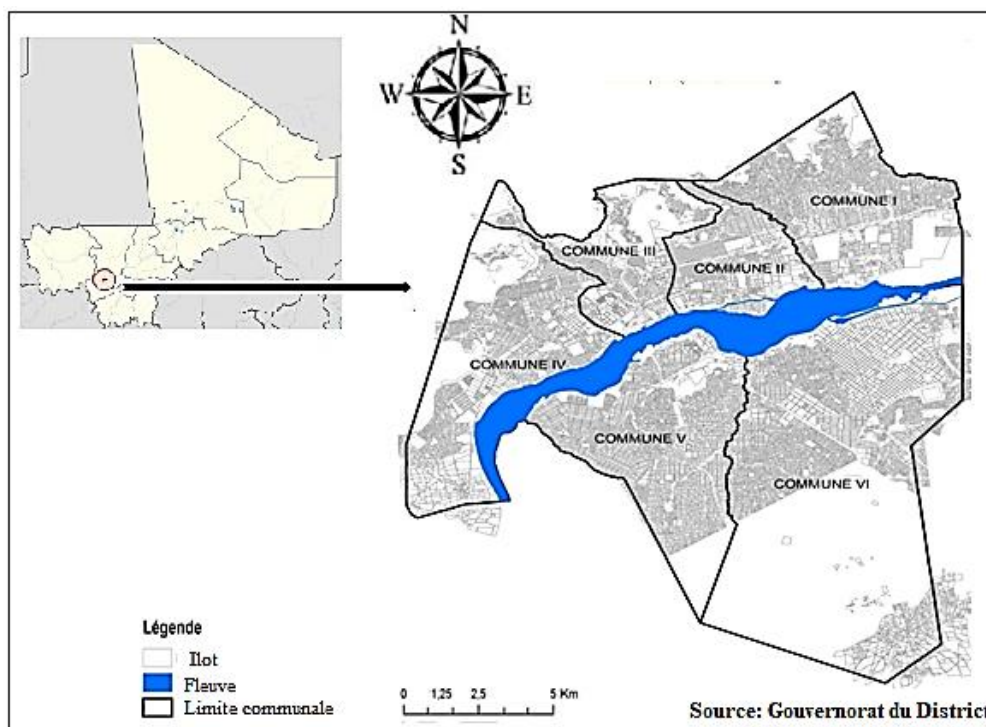 N
W E
S
COMMUNE I
COMMUNE III
COMMUNE II
COMMUNE IV
COMMUNE V
COMMUNE VI
Légende
Ilot
Fleuve
Limite communale
0 1,25 2.5 5 Km
Source: Gouvernorat du District